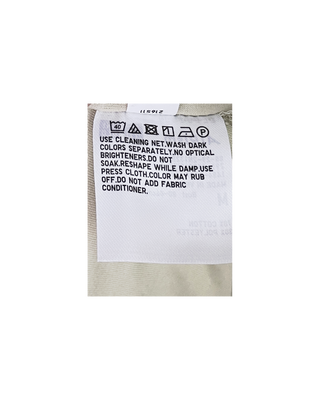 40 P
USE CLEANING NET.WASH DARK
COLORS SEPARATELY.NO OPTICAL
BRIGHTENERS.DO NOT
SOAK.RESHAPE WHILE DAMP.USE
PRESS CLOTH.COLOR MAY RUB
OFF.DO NOT ADD FABRIC
CONDITIONER.